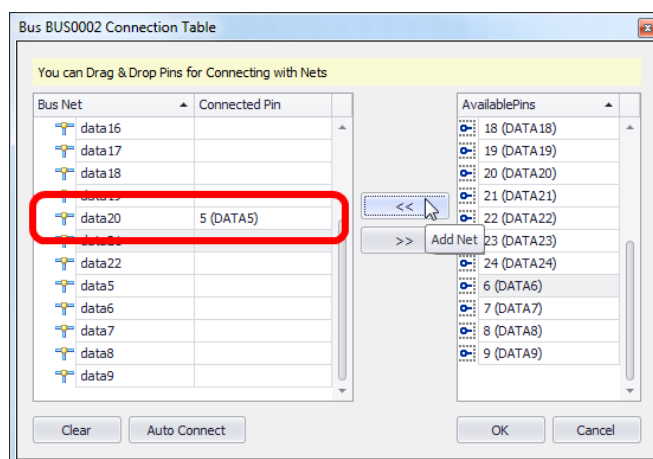 Bus BUS0002 Connection Table
You can Drag & Drop Pins for Connecting with Nets
Bus Net Connected Pin
data16
data17
data18
data19
data20 5 (DATA5)
data21
data22
data5
data6
data7
data8
data9
<<
>>
Add Net
AvailablePins
18 (DATA18)
19 (DATA19)
20 (DATA20)
21 (DATA21)
22 (DATA22)
23 (DATA23)
24 (DATA24)
6 (DATA6)
7 (DATA7)
8 (DATA8)
9 (DATA9)
Clear Auto Connect OK Cancel